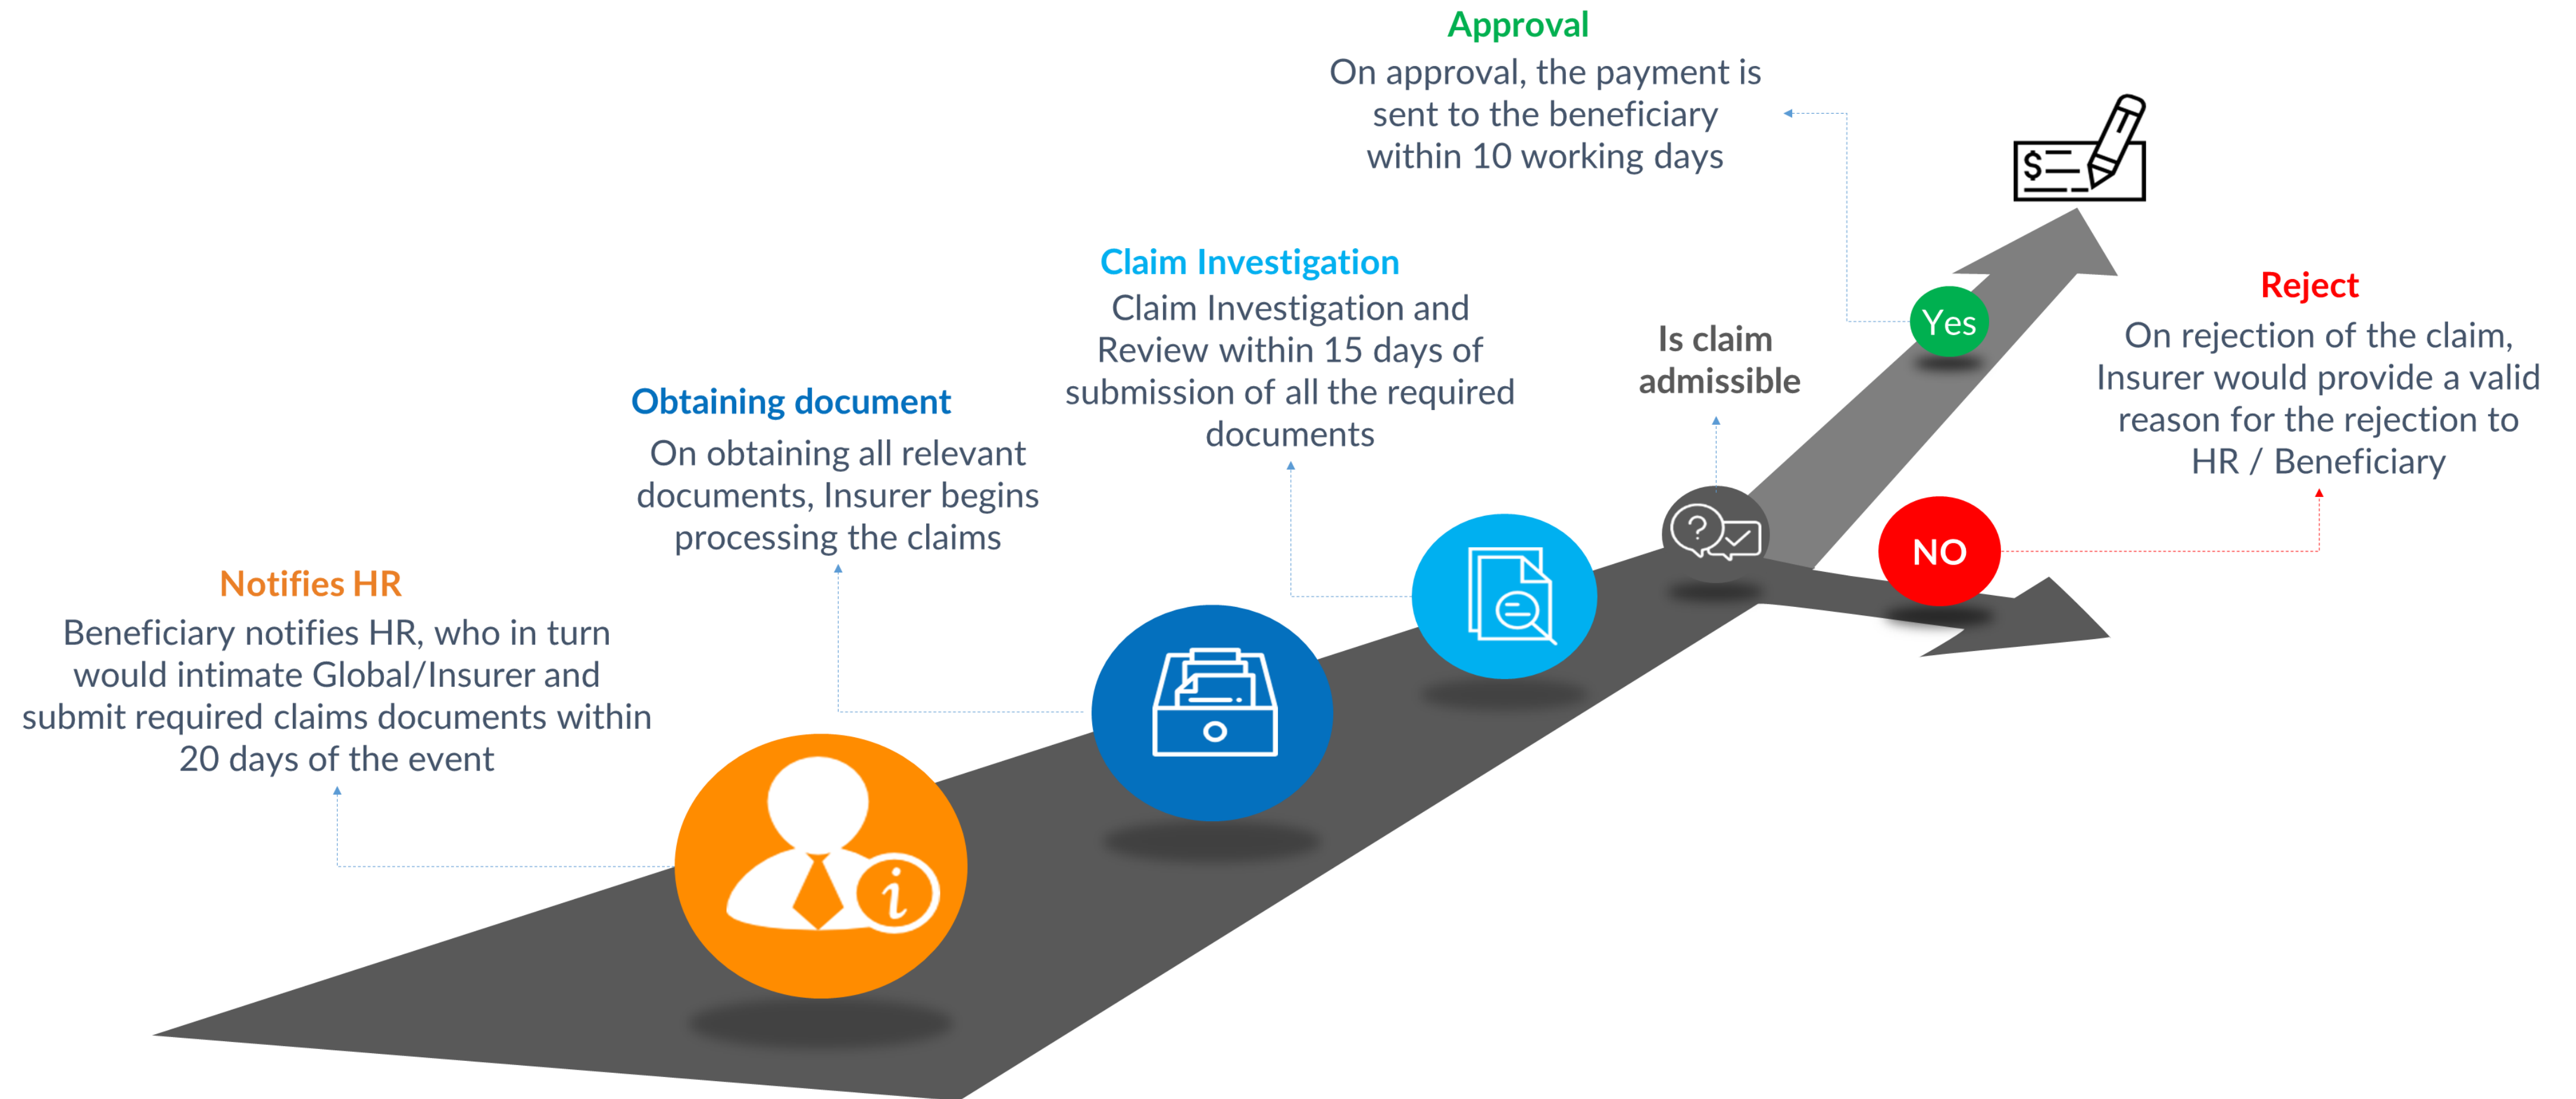 Notifies HR
Beneficiary notifies HR, who in turn
would intimate Global/Insurer and
submit required claims documents within
20 days of the event
Obtaining document
On obtaining all relevant
documents, Insurer begins
processing the claims
Claim Investigation
Claim Investigation and
Review within 15 days of
submission of all the required
documents
Is claim
admissible
Approval
On approval, the payment is
sent to the beneficiary
within 10 working days
Yes
$
Reject
On rejection of the claim,
Insurer would provide a valid
reason for the rejection to
HR / Beneficiary
NO
?
i